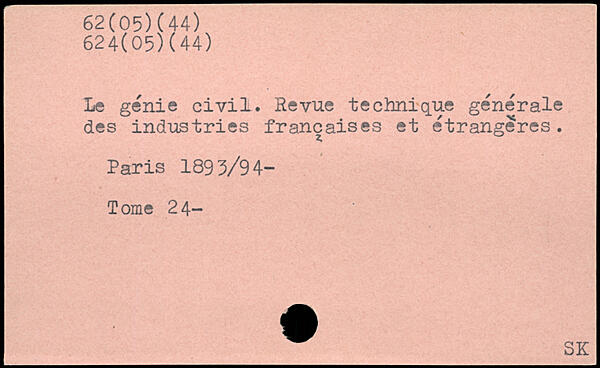 62(05)(44)
624(05)(44)
Le génie civil. Revue technique générale
des industries françaises et étrangères.
Paris 1893/94-
Tome 24-
SK